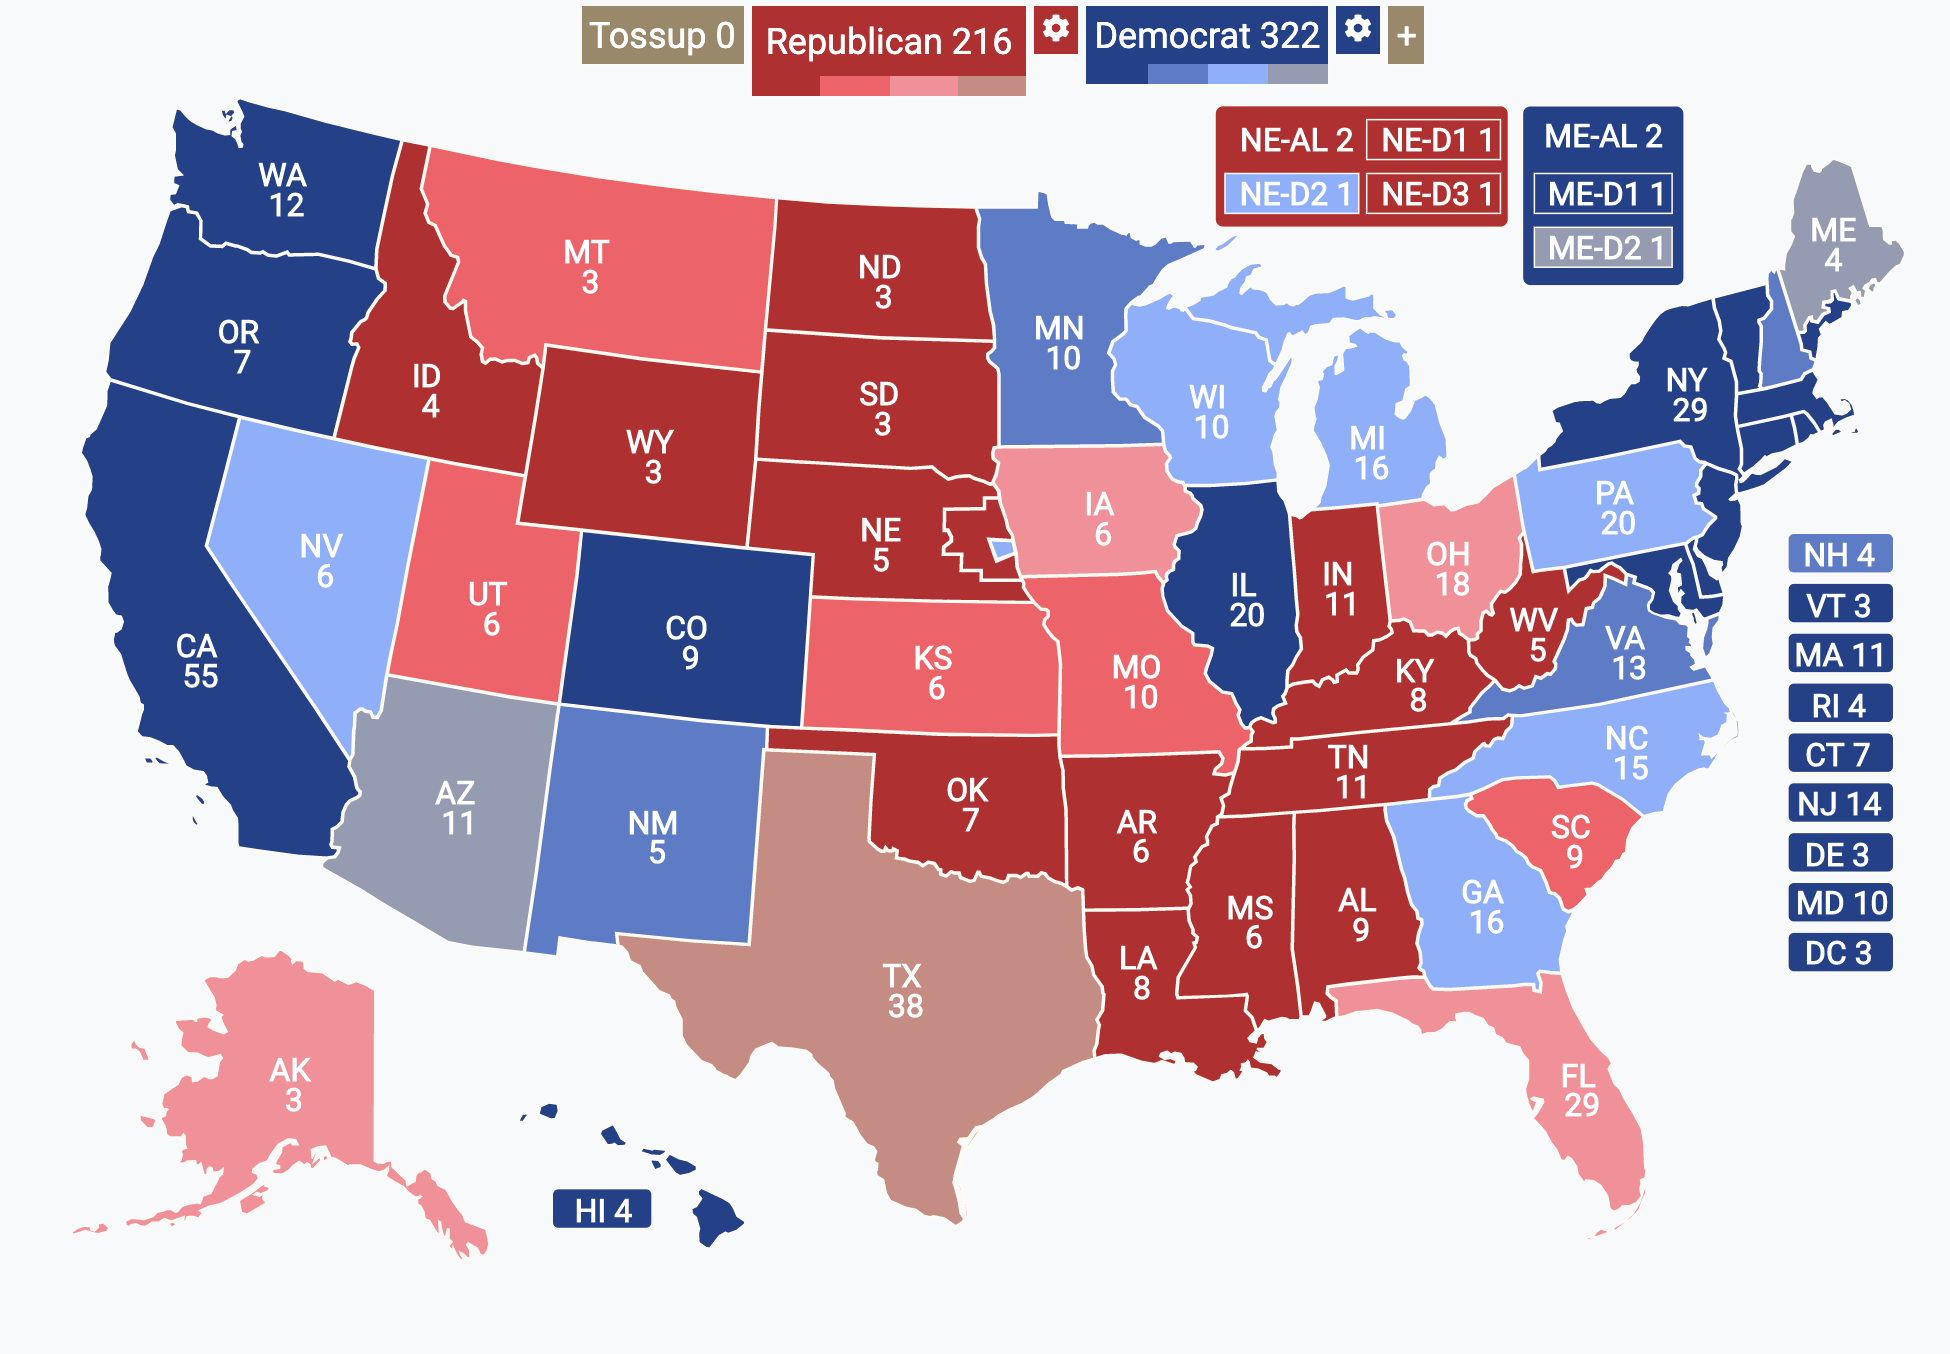 Tossup 0
Republican 216
Democrat 322
+
NE-AL 2
NE-D1 1
NE-D2 1
NE-D3 1
ME-AL 2
ME-D1 1
ME-D2 1
WA
12
OR
7
CA
55
NV
6
ID
4
MT
3
WY
3
UT
6
AZ
11
CO
9
NM
5
ND
3
SD
3
NE
5
KS
6
OK
7
TX
38
MN
10
IA
6
MO
10
AR
6
LA
8
WI
10
IL
20
MI
16
IN
11
OH
18
KY
8
TN
11
MS
6
AL
9
GA
16
FL
29
SC
9
NC
15
VA
13
WV
5
PA
20
NY
29
ME
4
NH 4
VT 3
MA 11
RI 4
CT 7
NJ 14
DE 3
MD 10
DC 3
AK
3
HI 4